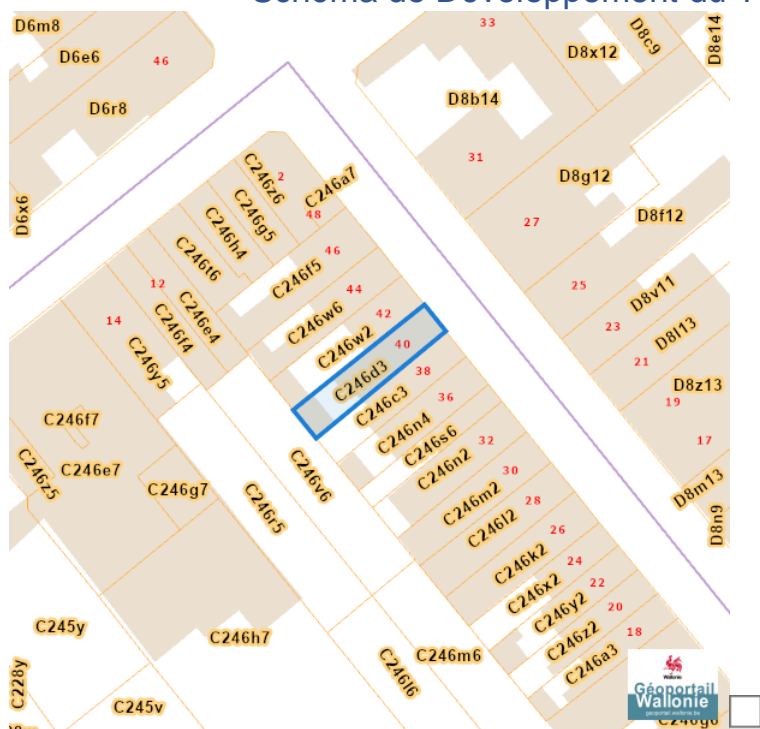 Schéma de Développement du T
D6m8
33
D8x12
D8c9
D8e14
D6e6
46
D6r8
D8b14
31
D6x6
C246z6
2
C246a7
C246g5
48
C246h4
C246t6
D8g12
27
D8f12
46
C246f5
12
C246e4
44
C246w6
25
D8v11
14
C246f4
42
C246w2
23
D8l13
C246y5
40
C246d3
38
21
D8z13
C246c3
36
19
C246f7
C246n4
17
C246z5
C246e7
C246s6
32
C246n2
C246v6
30
D8m13
C246g7
C246r5
C246m2
28
D8n9
C246l2
26
C246k2
24
C246x2
22
C246y2
20
C245y
C246z2
18
C246h7
C246m6
C246a3
C228y
C246l6
C245v
Wallonie
Géoportail
Wallonie
geoportail.wallonie.be